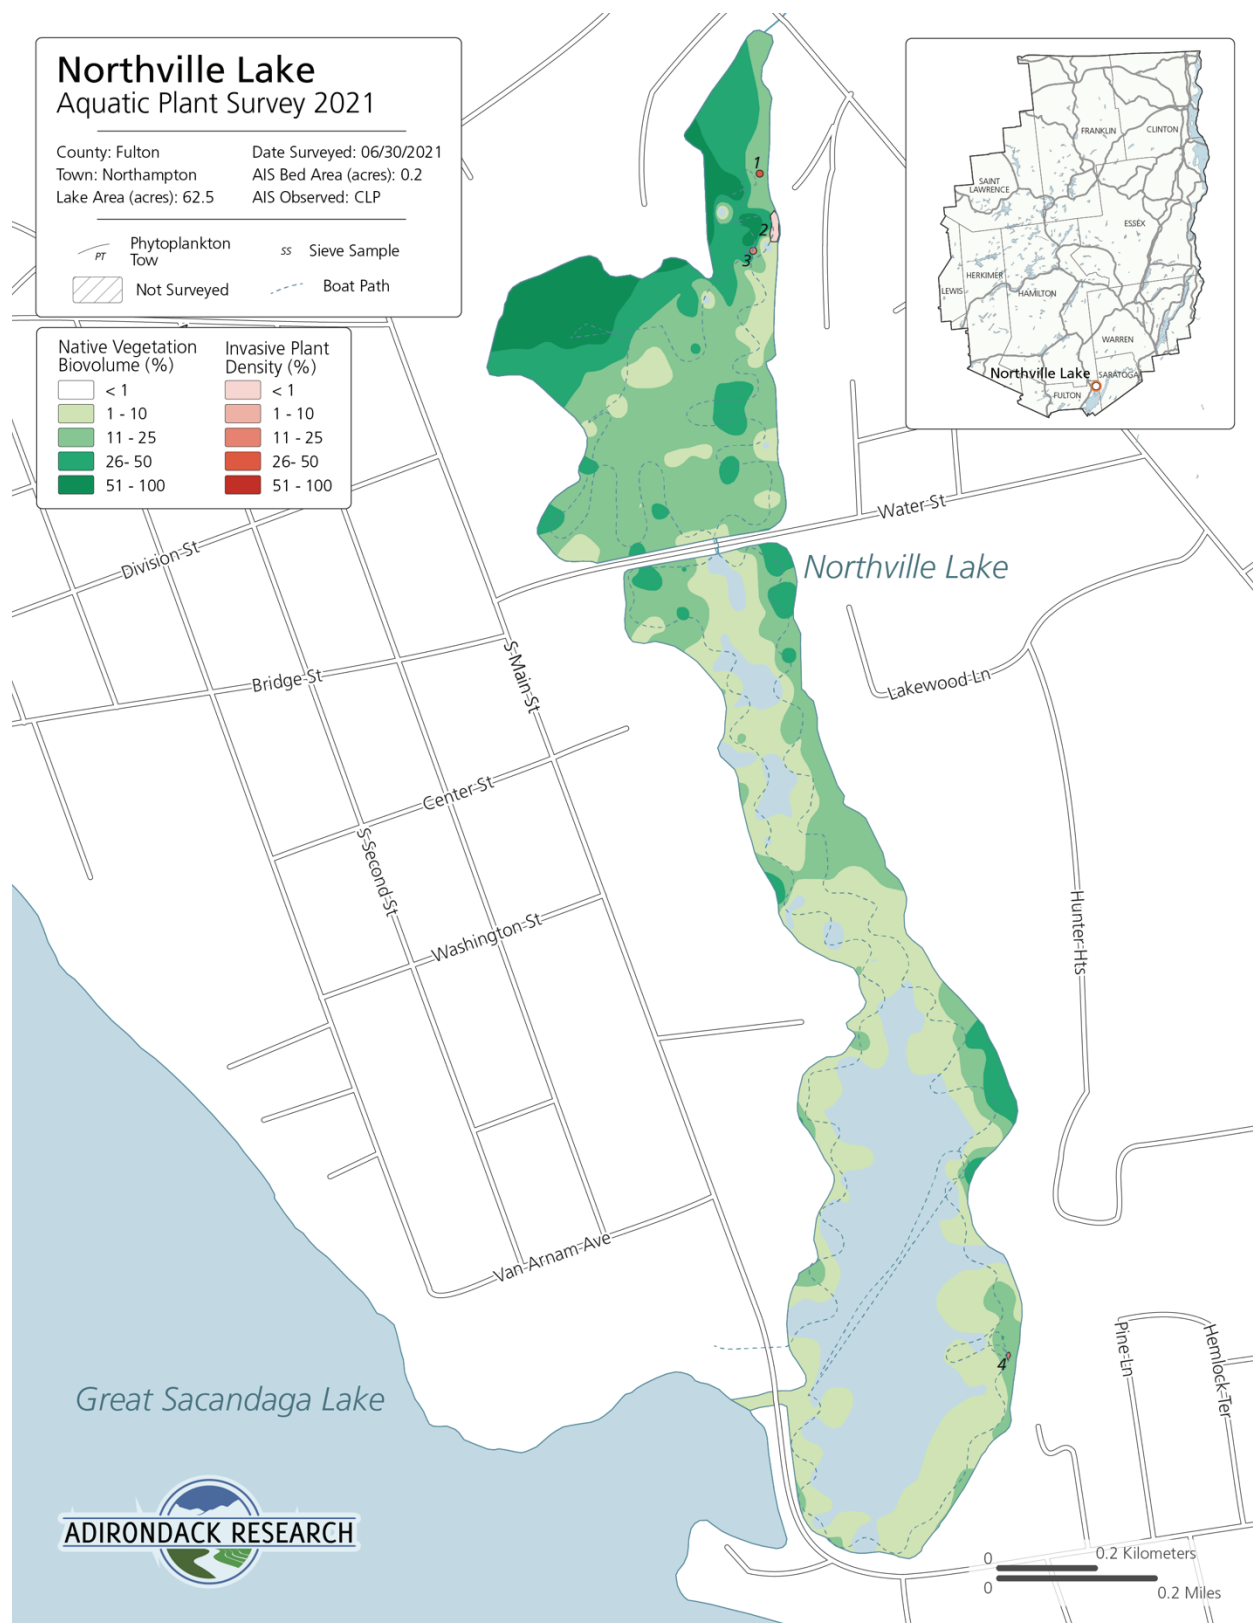 Northville Lake
Aquatic Plant Survey 2021
County: Fulton
Town: Northampton
Lake Area (acres): 62.5
Date Surveyed: 06/30/2021
AIS Bed Area (acres): 0.2
AIS Observed: CLP
PT
Phytoplankton
Tow
SS
Sieve Sample
Not Surveyed
Boat Path
Native Vegetation
Biovolume (%)
< 1
1 - 10
11 - 25
26- 50
51 - 100
Invasive Plant
Density (%)
< 1
1 - 10
11 - 25
26- 50
51 - 100
FRANKLIN
CLINTON
SAINT
LAWRENCE
ESSEX
HERKIMER
LEWIS
HAMILTON
WARREN
Northville Lake
SARATOGA
FULTON
1
2
3
Water St
Division St
Northville Lake
Bridge St
S Main St
Lakewood Ln
Center St
S Second St
Washington St
Hunter Hts
Van Arnam Ave
4
Pine Ln
Hemlock Ter
Great Sacandaga Lake
ADIRONDACK RESEARCH
0
0.2 Kilometers
0
0.2 Miles